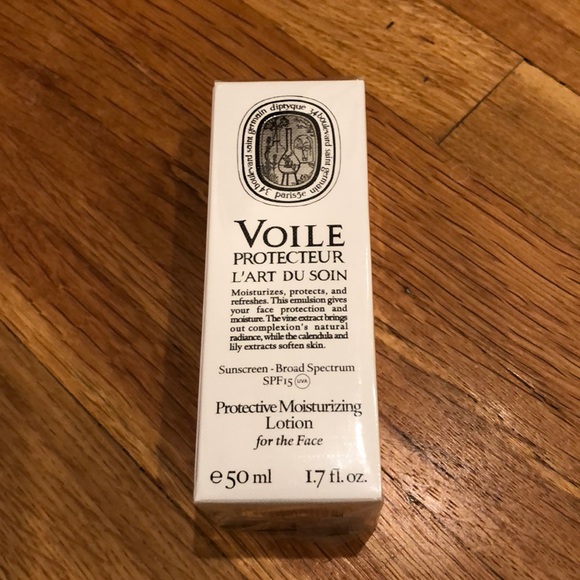 diptyque 34 boulevard saint germain paris5e 34 boulevard saint germain
VOILE
PROTECTEUR
L'ART DU SOIN
Moisturizes, protects, and
refreshes. This emulsion gives
your face protection and
moisture. The vine extract brings
out complexion's natural
radiance, while the calendula and
lily extracts soften skin.
Sunscreen - Broad Spectrum
SPF15 UVA
Protective Moisturizing
Lotion
for the Face
e 50 ml 1.7 fl. oz.